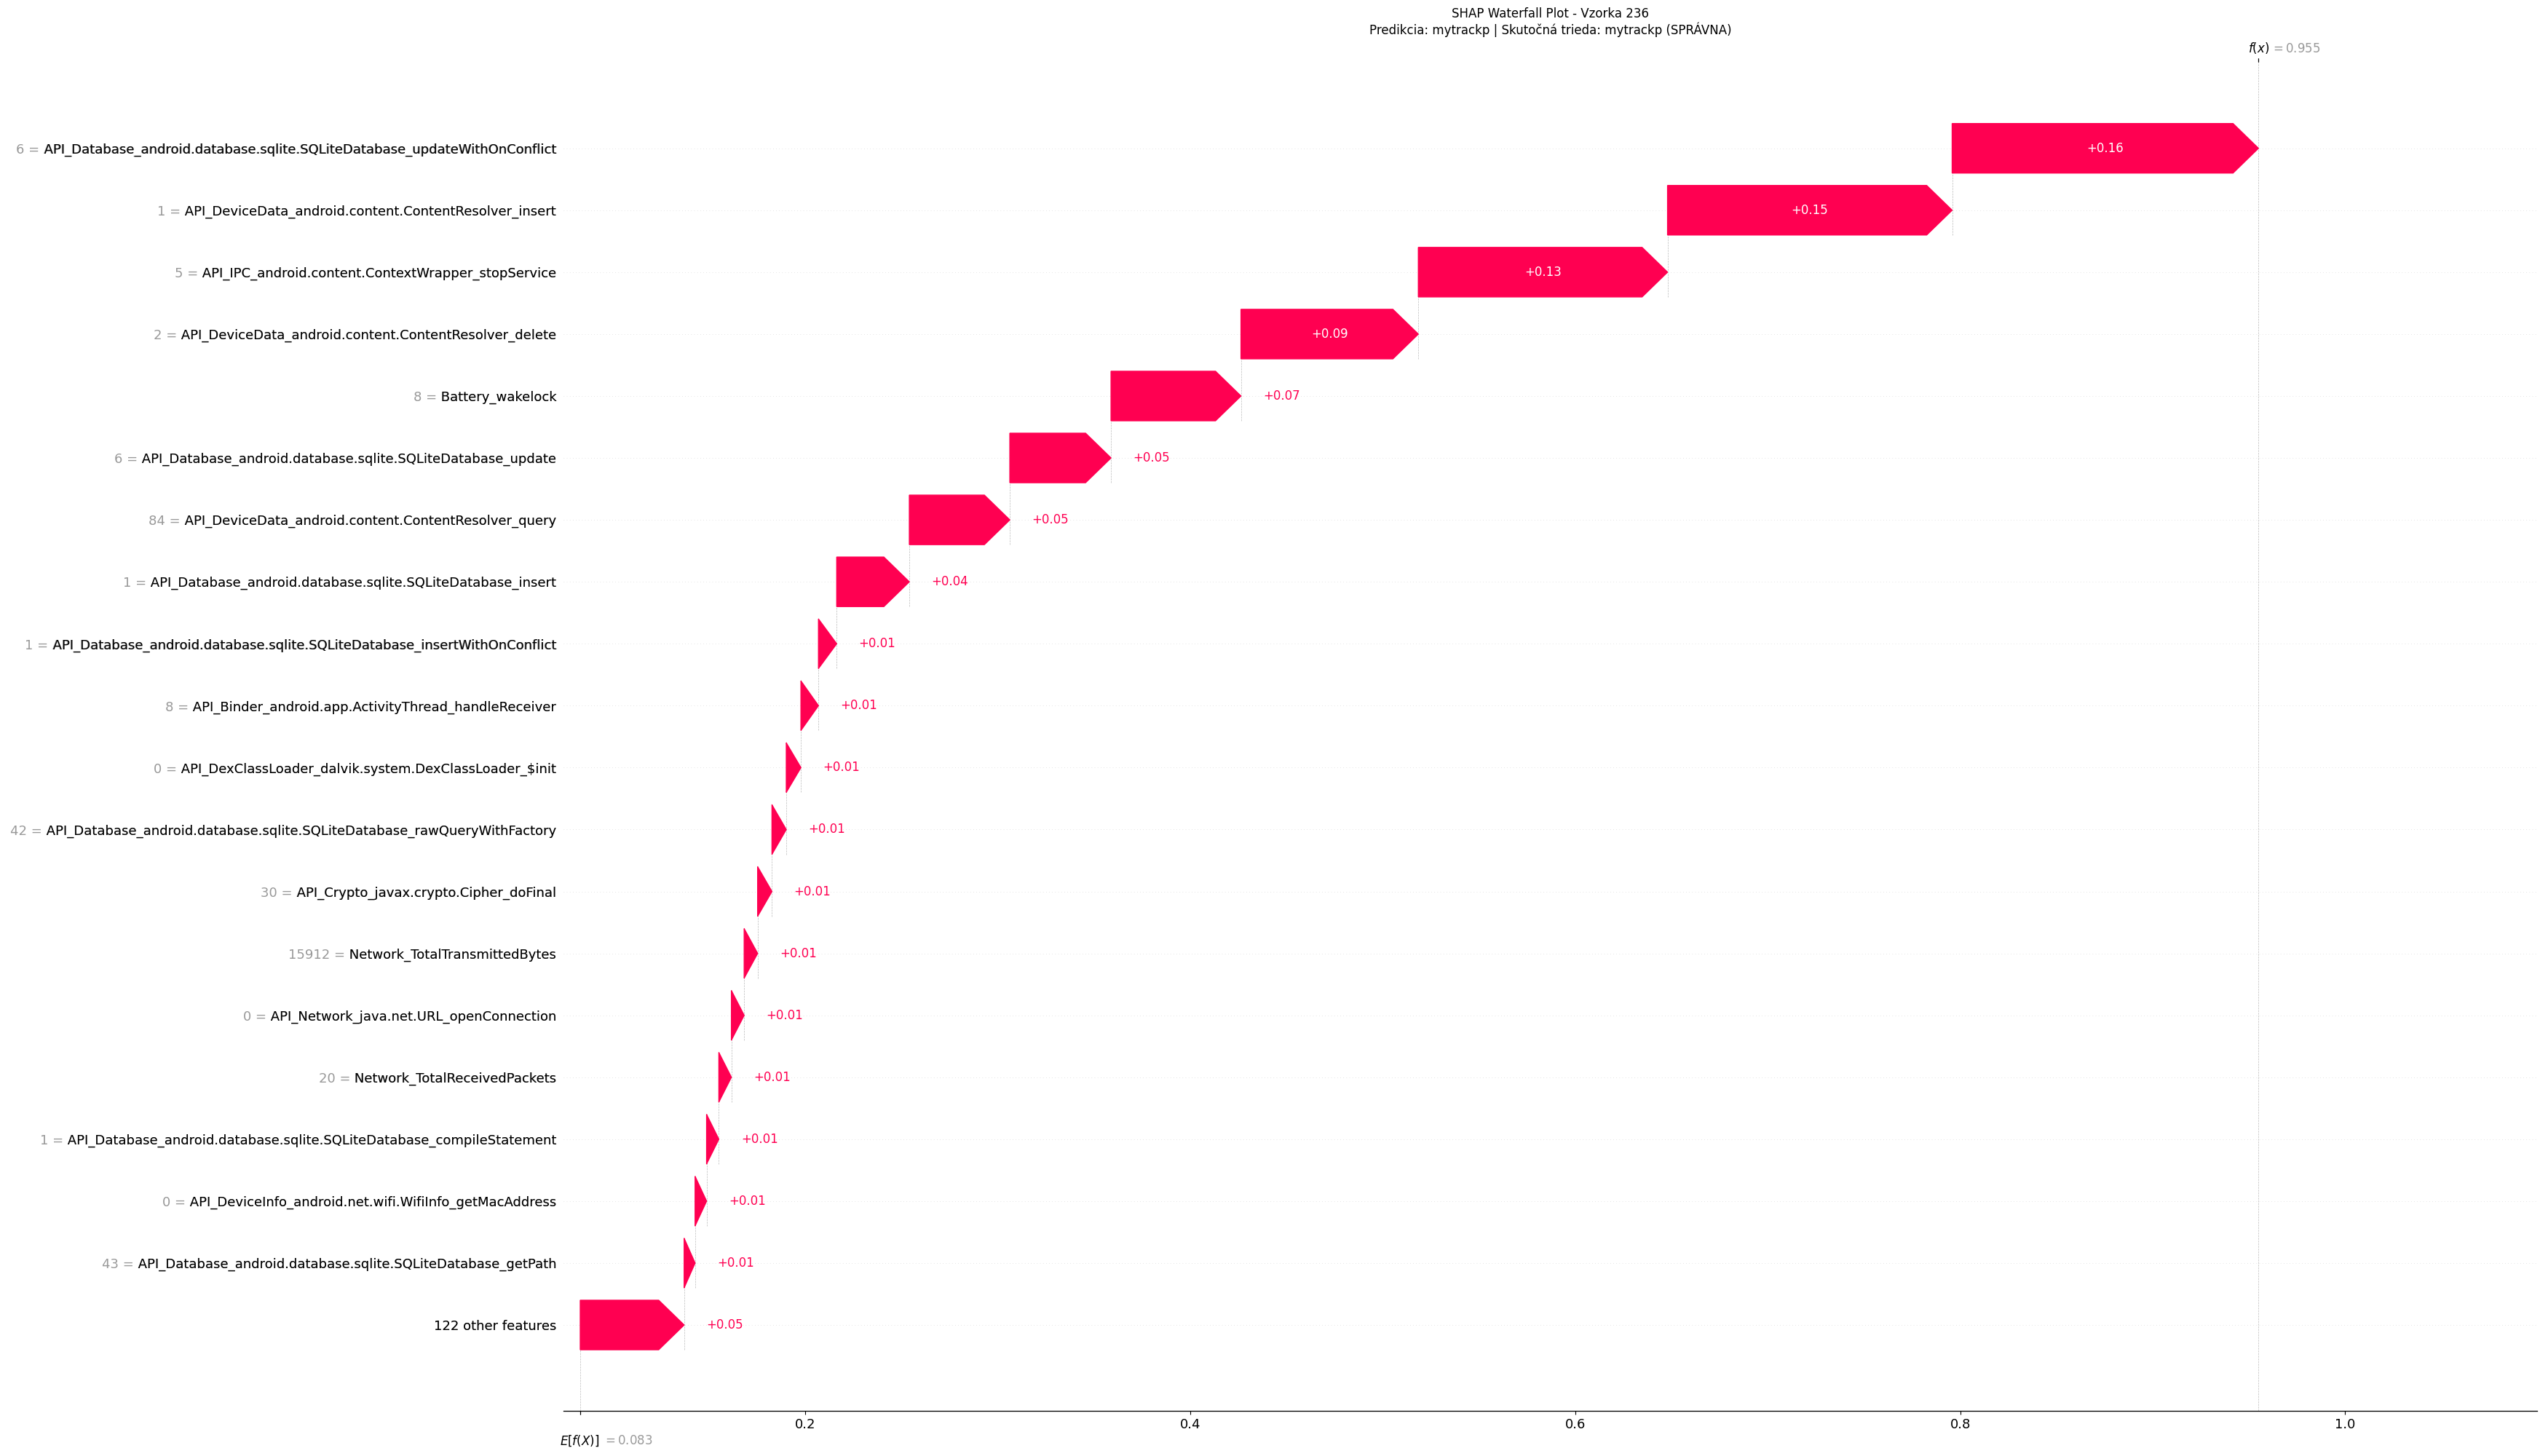 SHAP Waterfall Plot - Vzorka 236
Predikcia: mytrackp | Skutočná trieda: mytrackp (SPRÁVNA)
f(x) = 0.955
6 = API_Database_android.database.sqlite.SQLiteDatabase_updateWithOnConflict +0.16
1 = API_DeviceData_android.content.ContentResolver_insert +0.15
5 = API_IPC_android.content.ContextWrapper_stopService +0.13
2 = API_DeviceData_android.content.ContentResolver_delete +0.09
8 = Battery_wakelock +0.07
6 = API_Database_android.database.sqlite.SQLiteDatabase_update +0.05
84 = API_DeviceData_android.content.ContentResolver_query +0.05
1 = API_Database_android.database.sqlite.SQLiteDatabase_insert +0.04
1 = API_Database_android.database.sqlite.SQLiteDatabase_insertWithOnConflict +0.01
8 = API_Binder_android.app.ActivityThread_handleReceiver +0.01
0 = API_DexClassLoader_dalvik.system.DexClassLoader_$init +0.01
42 = API_Database_android.database.sqlite.SQLiteDatabase_rawQueryWithFactory +0.01
30 = API_Crypto_javax.crypto.Cipher_doFinal +0.01
15912 = Network_TotalTransmittedBytes +0.01
0 = API_Network_java.net.URL_openConnection +0.01
20 = Network_TotalReceivedPackets +0.01
1 = API_Database_android.database.sqlite.SQLiteDatabase_compileStatement +0.01
0 = API_DeviceInfo_android.net.wifi.WifiInfo_getMacAddress +0.01
43 = API_Database_android.database.sqlite.SQLiteDatabase_getPath +0.01
122 other features +0.05
0.2 0.4 0.6 0.8 1.0
E[f(X)] = 0.083